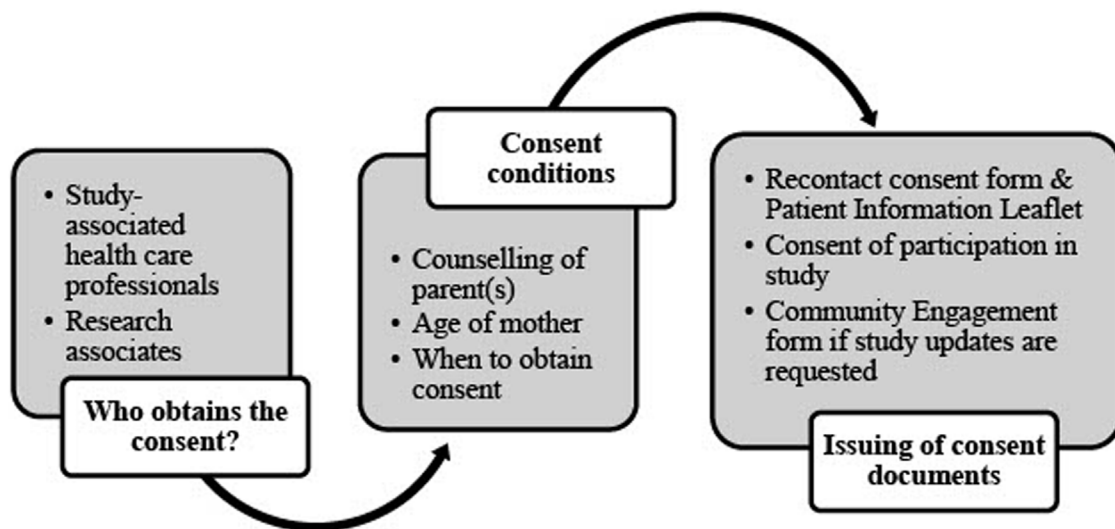 • Study-
associated
health care
professionals
• Research
associates
Who obtains the
consent?
Consent
conditions
• Counselling of
parent(s)
• Age of mother
• When to obtain
consent
• Recontact consent form &
Patient Information Leaflet
• Consent of participation in
study
• Community Engagement
form if study updates are
requested
Issuing of consent
documents